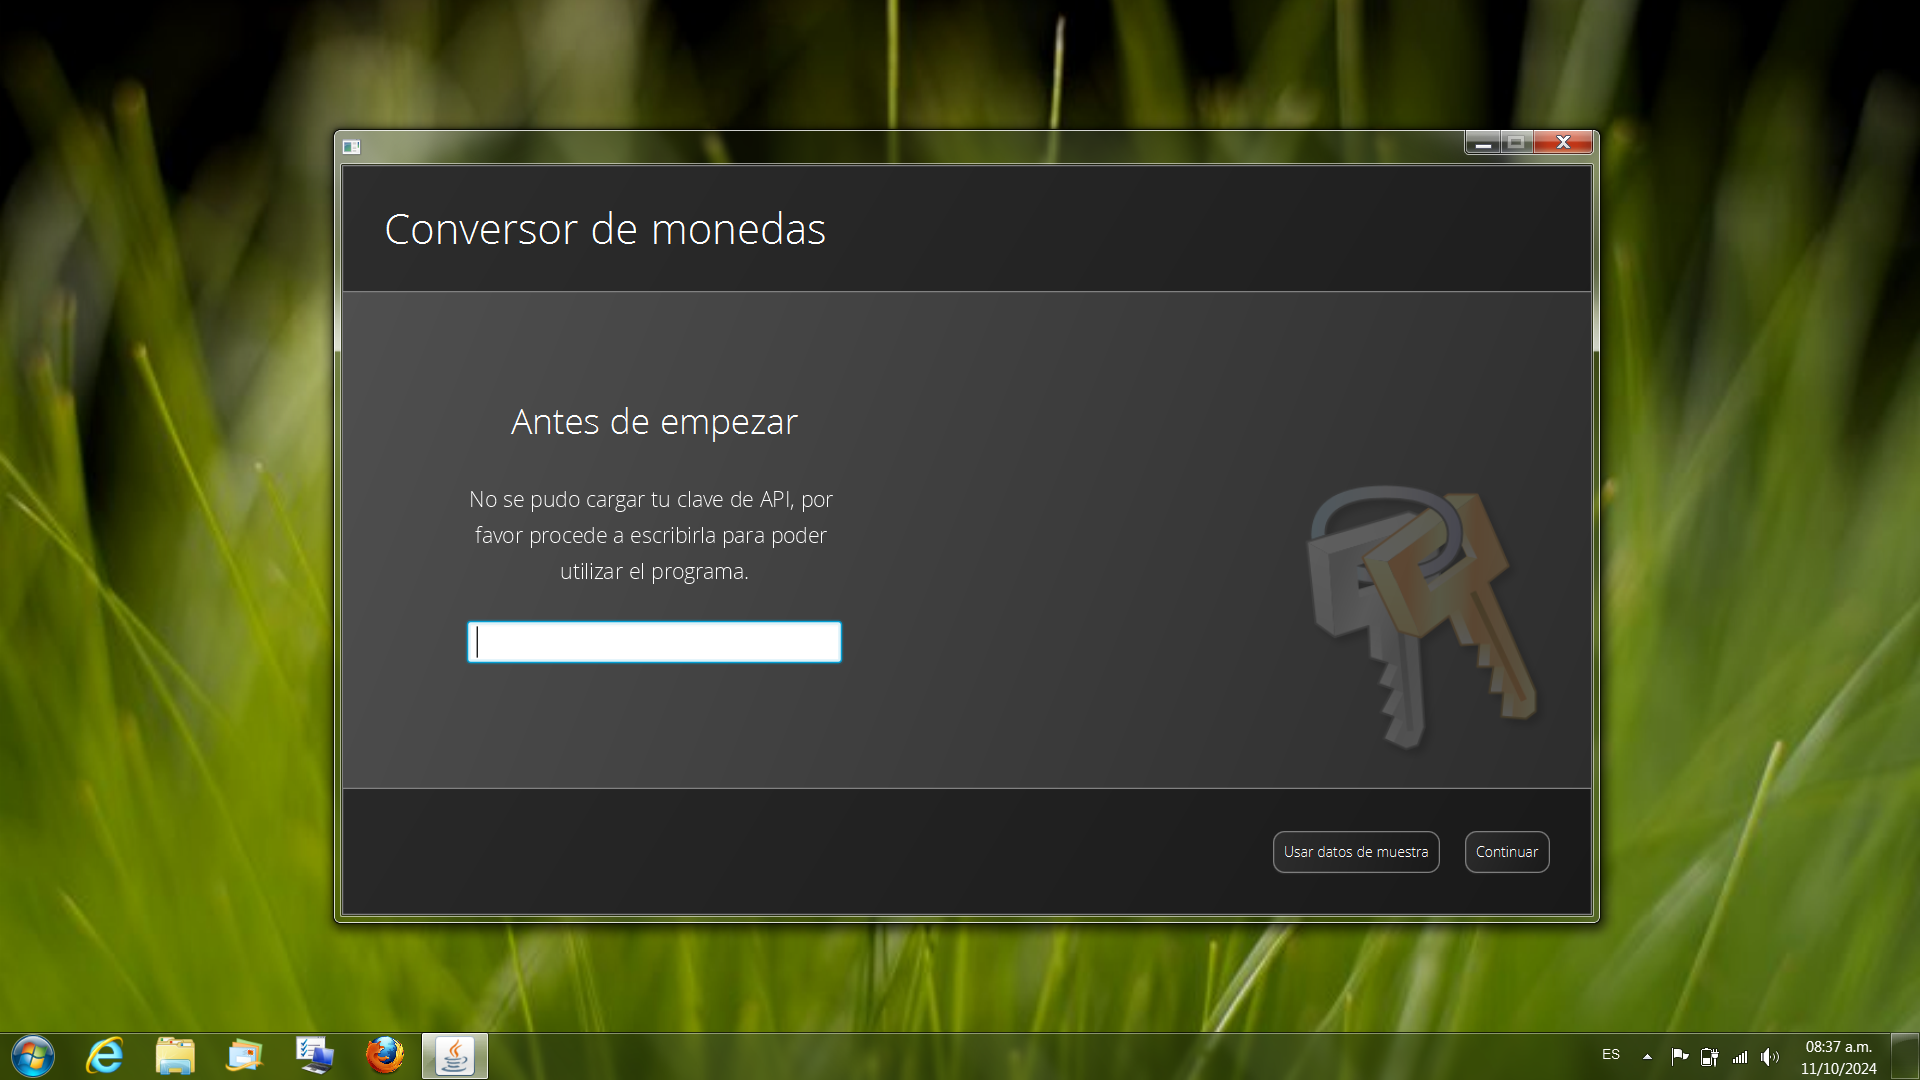 Conversor de monedas
Antes de empezar
No se pudo cargar tu clave de API, por
favor procede a escribirla para poder
utilizar el programa.
Usar datos de muestra
Continuar
ES
08:37 a.m.
11/10/2024